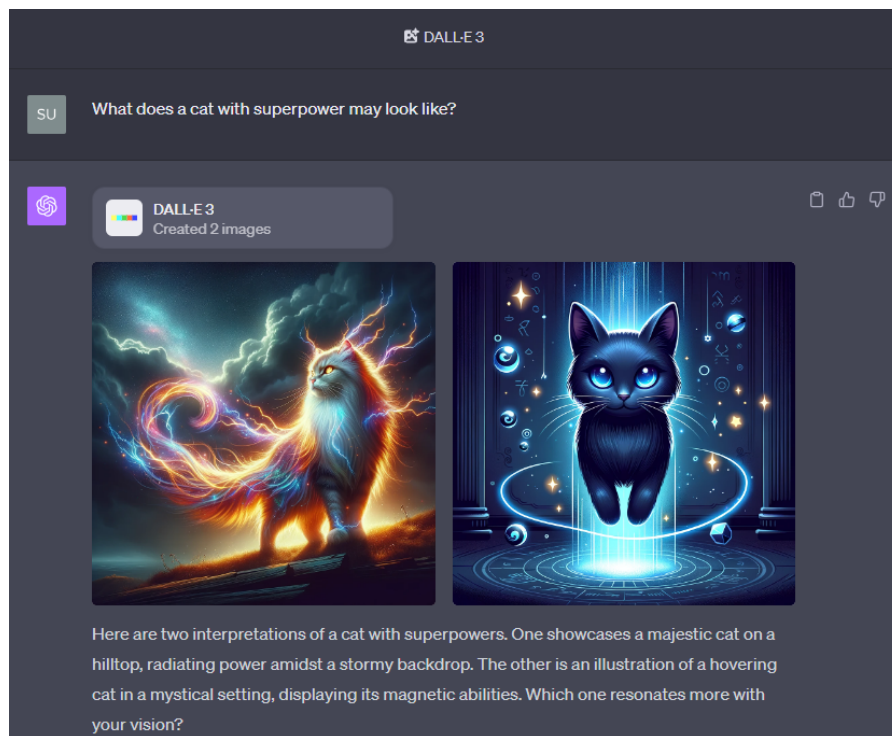 DALL·E 3
SU
What does a cat with superpower may look like?
DALL·E 3
Created 2 images
Here are two interpretations of a cat with superpowers. One showcases a majestic cat on a
hilltop, radiating power amidst a stormy backdrop. The other is an illustration of a hovering
cat in a mystical setting, displaying its magnetic abilities. Which one resonates more with
your vision?